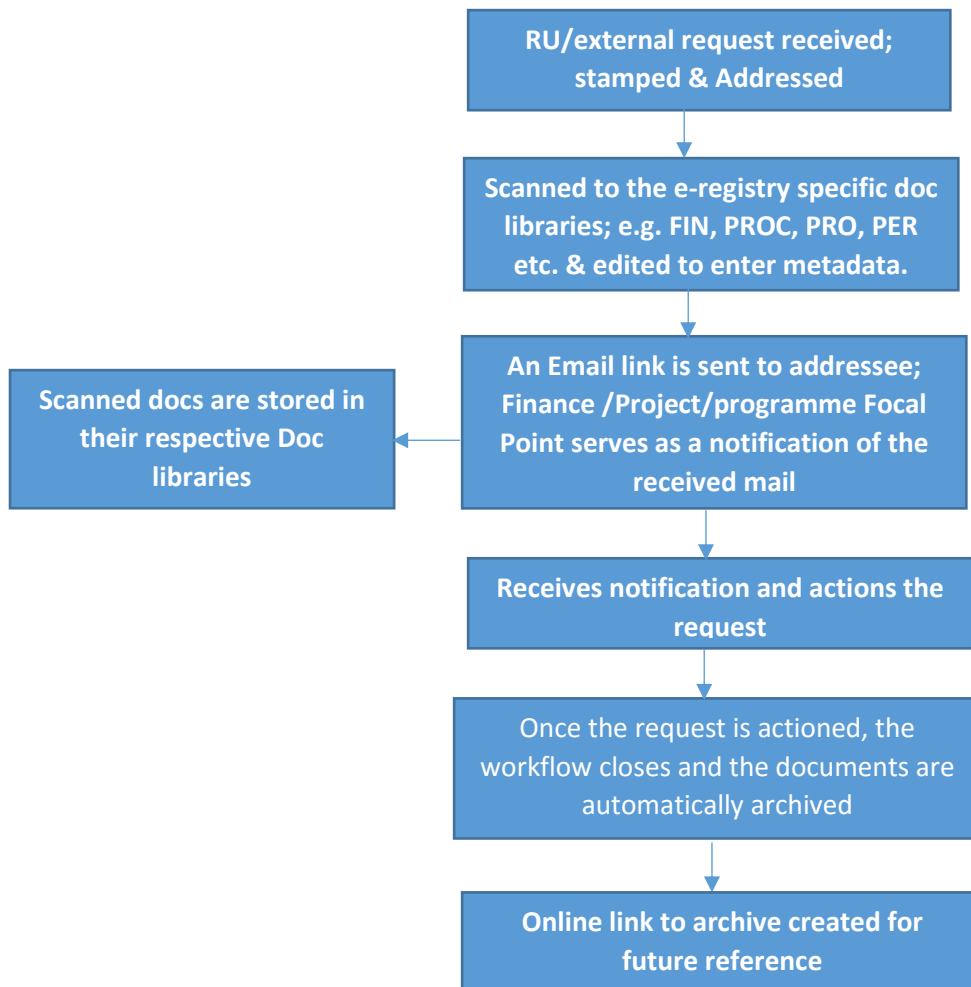 RU/external request received;
stamped & Addressed
Scanned to the e-registry specific doc
libraries; e.g. FIN, PROC, PRO, PER
etc. & edited to enter metadata.
An Email link is sent to addressee;
Finance /Project/programme Focal
Point serves as a notification of the
received mail
Scanned docs are stored in
their respective Doc
libraries
Receives notification and actions the
request
Once the request is actioned, the
workflow closes and the documents are
automatically archived
Online link to archive created for
future reference